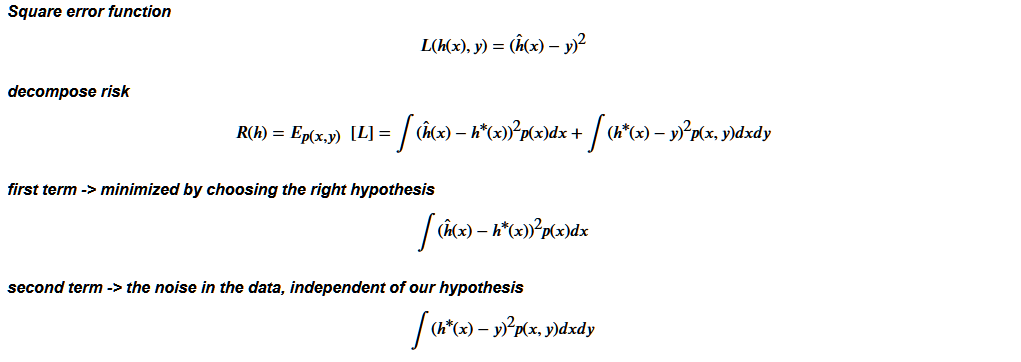 Square error function
L(h(x), y) = (ĥ(x) − y)²
decompose risk
R(h) = E_{p(x,y)} [L] = ∫ (ĥ(x) − h*(x))²p(x)dx + ∫ (h*(x) − y)²p(x, y)dxdy
first term -> minimized by choosing the right hypothesis
∫ (ĥ(x) − h*(x))²p(x)dx
second term -> the noise in the data, independent of our hypothesis
∫ (h*(x) − y)²p(x, y)dxdy